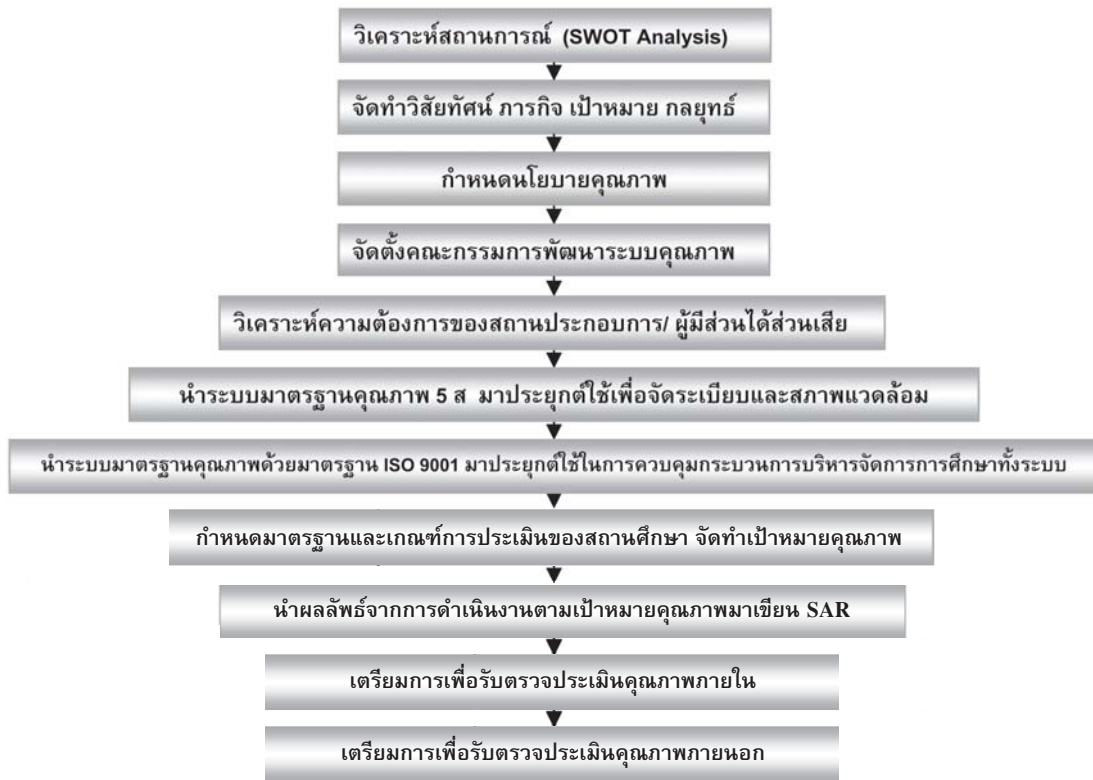 วิเคราะห์สถานการณ์ (SWOT Analysis)
จัดทำวิสัยทัศน์ ภารกิจ เป้าหมาย กลยุทธ์
กำหนดนโยบายคุณภาพ
จัดตั้งคณะกรรมการพัฒนาระบบคุณภาพ
วิเคราะห์ความต้องการของสถานประกอบการ/ ผู้มีส่วนได้ส่วนเสีย
นำระบบมาตรฐานคุณภาพ 5 ส มาประยุกต์ใช้เพื่อจัดระเบียบและสภาพแวดล้อม
นำระบบมาตรฐานคุณภาพด้วยมาตรฐาน ISO 9001 มาประยุกต์ใช้ในการควบคุมกระบวนการบริหารจัดการการศึกษาทั้งระบบ
กำหนดมาตรฐานและเกณฑ์การประเมินของสถานศึกษา จัดทำเป้าหมายคุณภาพ
นำผลลัพธ์จากการดำเนินงานตามเป้าหมายคุณภาพมาเขียน SAR
เตรียมการเพื่อรับตรวจประเมินคุณภาพภายใน
เตรียมการเพื่อรับตรวจประเมินคุณภาพภายนอก